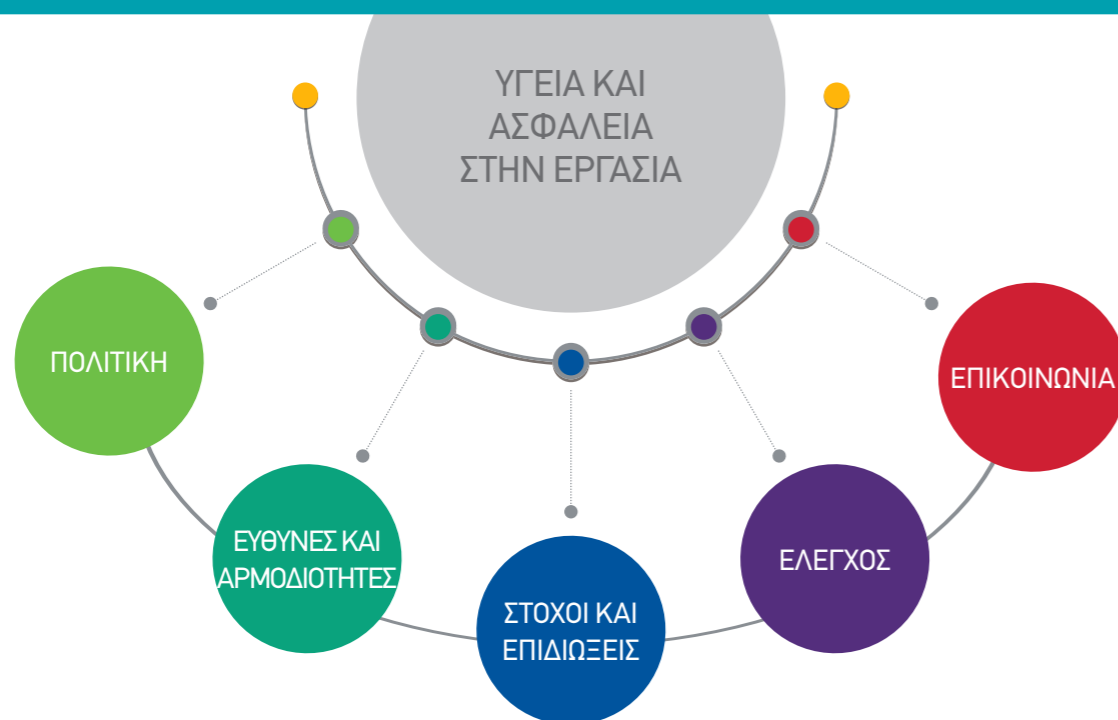 ΥΓΕΙΑ ΚΑΙ
ΑΣΦΑΛΕΙΑ
ΣΤΗΝ ΕΡΓΑΣΙΑ
ΠΟΛΙΤΙΚΗ
ΕΥΘΥΝΕΣ ΚΑΙ
ΑΡΜΟΔΙΟΤΗΤΕΣ
ΣΤΟΧΟΙ ΚΑΙ
ΕΠΙΔΙΩΞΕΙΣ
ΕΛΕΓΧΟΣ
ΕΠΙΚΟΙΝΩΝΙΑ